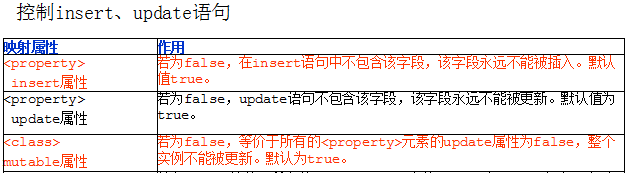 控制insert、update语句
映射属性 作用
<property> 若为false，在insert语句中不包含该字段，该字段永远不能被插入。默认
insert属性 值true。
<property> 若为false，update语句不包含该字段，该字段永远不能被更新。默认值为
update属性 true。
<class> 若为false，等价于所有的<property>元素的update属性为false，整个
mutable属性 实例不能被更新。默认为true。